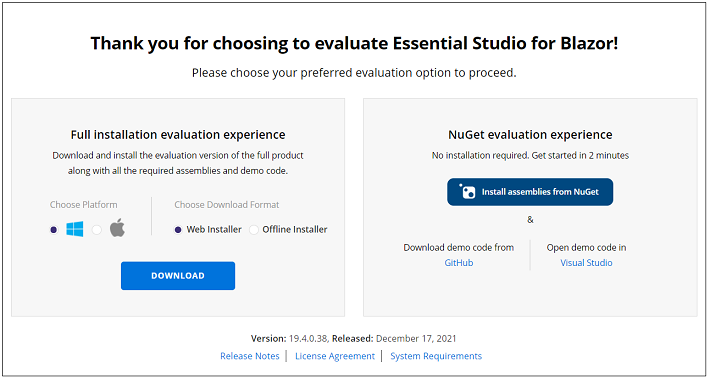 Thank you for choosing to evaluate Essential Studio for Blazor!
Please choose your preferred evaluation option to proceed.
Full installation evaluation experience
Download and install the evaluation version of the full product
along with all the required assemblies and demo code.
Choose Platform
Choose Download Format
Web Installer
Offline Installer
DOWNLOAD
NuGet evaluation experience
No installation required. Get started in 2 minutes
Install assemblies from NuGet
&
Download demo code from
GitHub
Open demo code in
Visual Studio
Version: 19.4.0.38, Released: December 17, 2021
Release Notes | License Agreement | System Requirements